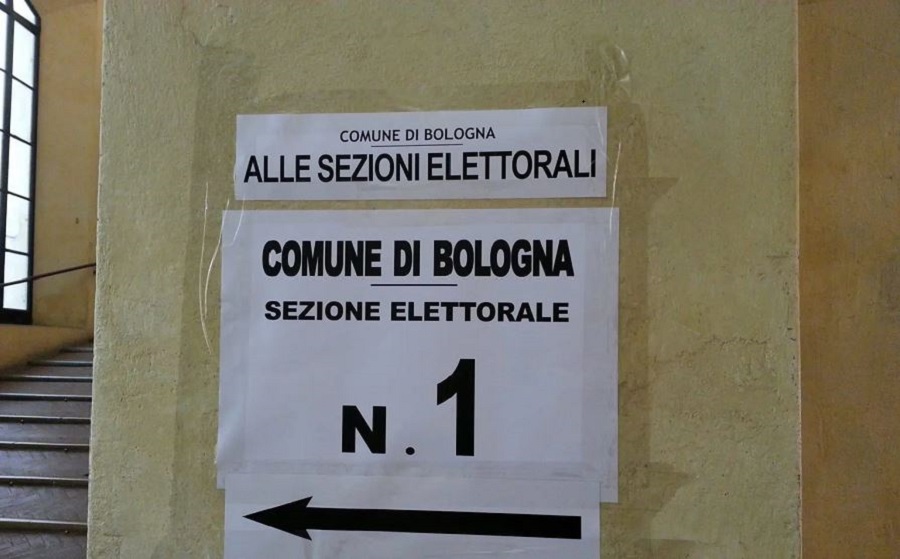 COMUNE DI BOLOGNA
ALLE SEZIONI ELETTORALI
COMUNE DI BOLOGNA
SEZIONE ELETTORALE
N. 1